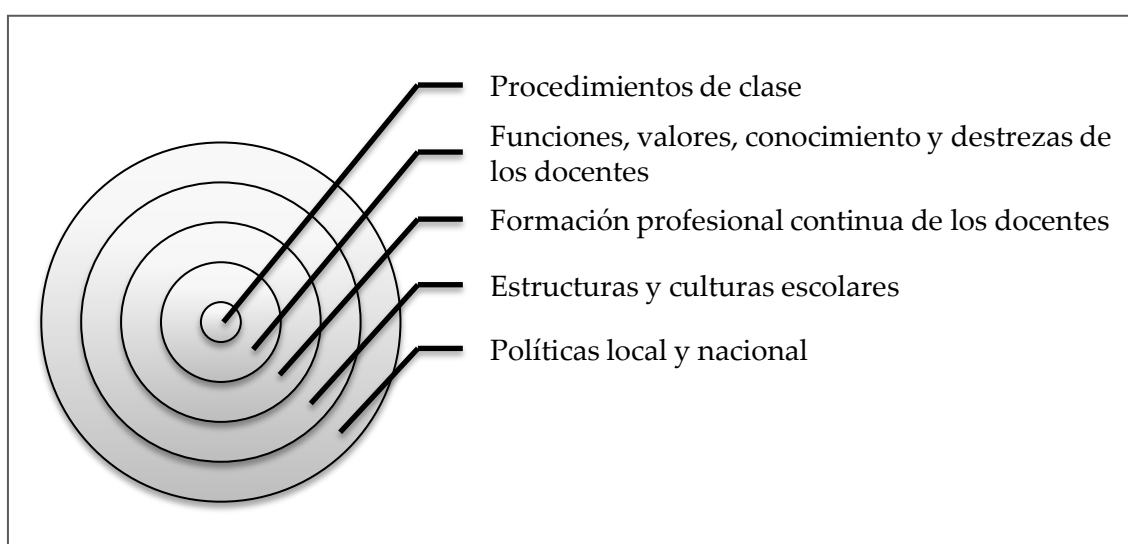 Procedimientos de clase
Funciones, valores, conocimiento y destrezas de
los docentes
Formación profesional continua de los docentes
Estructuras y culturas escolares
Políticas local y nacional